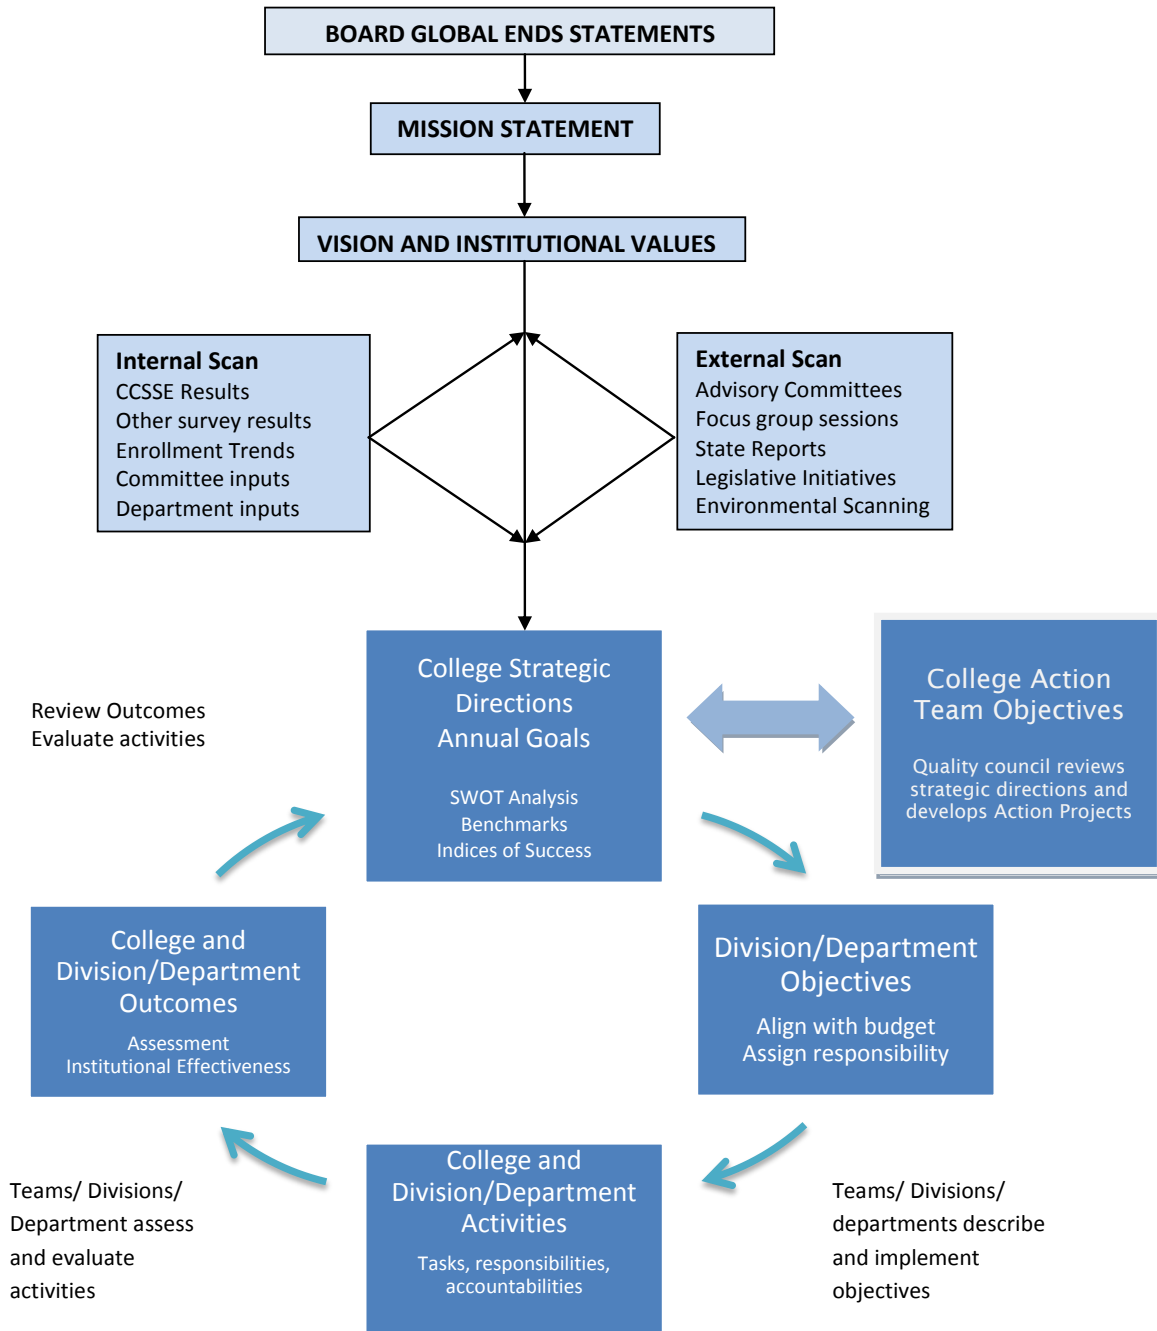 BOARD GLOBAL ENDS STATEMENTS
MISSION STATEMENT
VISION AND INSTITUTIONAL VALUES
Internal Scan
CCSSE Results
Other survey results
Enrollment Trends
Committee inputs
Department inputs
External Scan
Advisory Committees
Focus group sessions
State Reports
Legislative Initiatives
Environmental Scanning
College Strategic
Directions
Annual Goals
SWOT Analysis
Benchmarks
Indices of Success
College Action
Team Objectives
Quality council reviews
strategic directions and
develops Action Projects
Review Outcomes
Evaluate activities
College and
Division/Department
Outcomes
Assessment
Institutional Effectiveness
Division/Department
Objectives
Align with budget
Assign responsibility
College and
Division/Department
Activities
Tasks, responsibilities,
accountabilities
Teams/ Divisions/
Department assess
and evaluate
activities
Teams/ Divisions/
departments describe
and implement
objectives